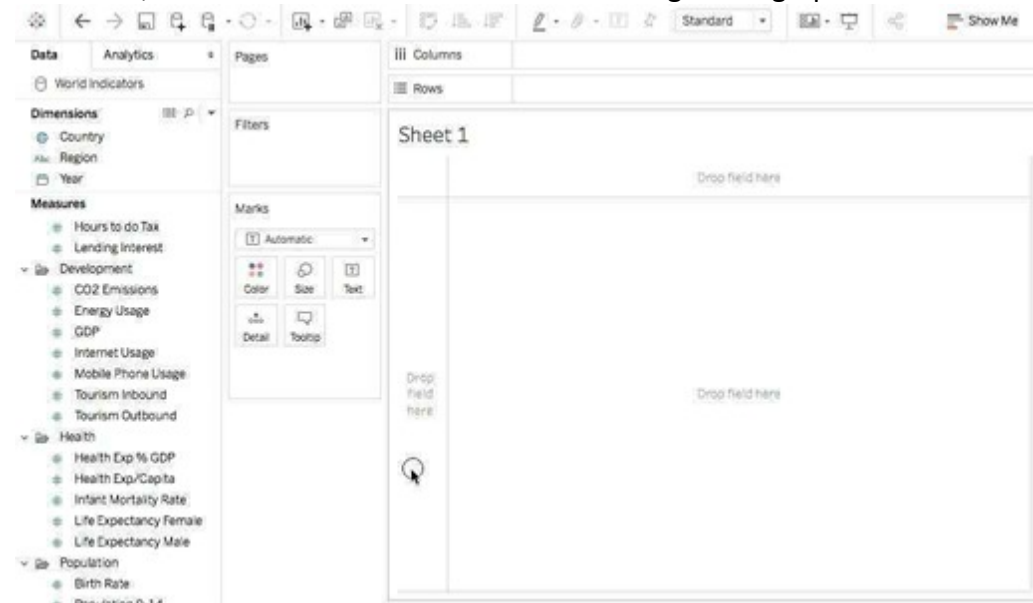 Standard
Show Me
Data
Analytics
Pages
Columns
World Indicators
Rows
Dimensions
Filters
Country
Sheet 1
Abc
Region
Year
Drop field here
Measures
Marks
Hours to do Tax
Automatic
Lending Interest
Development
CO2 Emissions
Color
Size
Text
Energy Usage
GDP
Detail
Tooltip
Internet Usage
Mobile Phone Usage
Drop
field
here
Drop field here
Tourism Inbound
Tourism Outbound
Health
Health Exp % GDP
Health Exp/Capita
Infant Mortality Rate
Life Expectancy Female
Life Expectancy Male
Population
Birth Rate